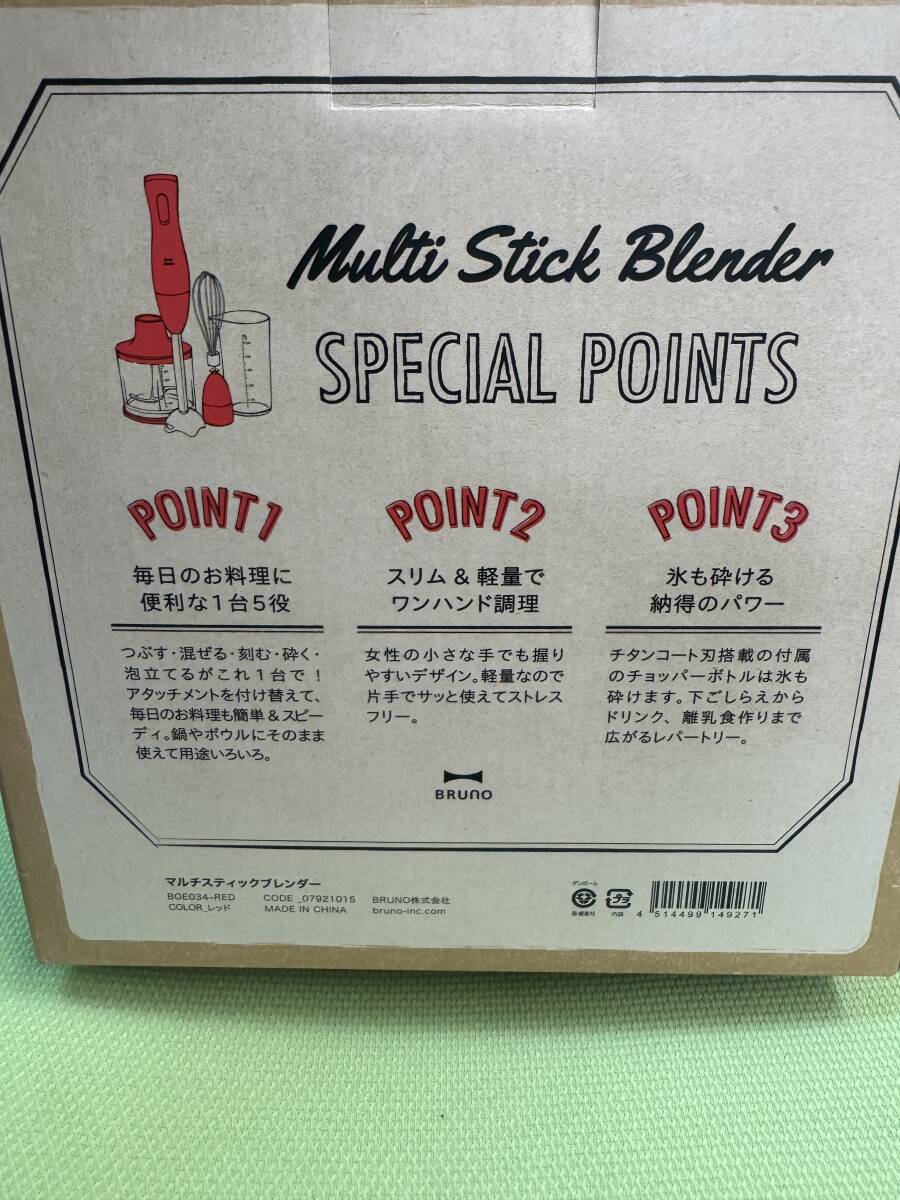 Multi Stick Blender
SPECIAL POINTS
POINT1
毎日のお料理に
便利な1台5役
つぶす・混ぜる・刻む・砕く・
泡立てるがこれ1台で！
アタッチメントを付け替えて、
毎日のお料理も簡単&スピー
ディ。鍋やボウルにそのまま
使えて用途いろいろ。
POINT2
スリム&軽量で
ワンハンド調理
女性の小さな手でも握り
やすいデザイン。軽量なので
片手でサッと使えてストレス
フリー。
POINT3
氷も砕ける
納得のパワー
チタンコート刃搭載の付属
のチョッパーボトルは氷も
砕けます。下ごしらえから
ドリンク、離乳食作りまで
広がるレパートリー。
BRUNO
マルチスティックブレンダー
BOE034-RED CODE_07921015 BRUNO株式会社
COLOR_レッド MADE IN CHINA bruno-inc.com
ダンボール
プラ
内袋
4 514499 149271